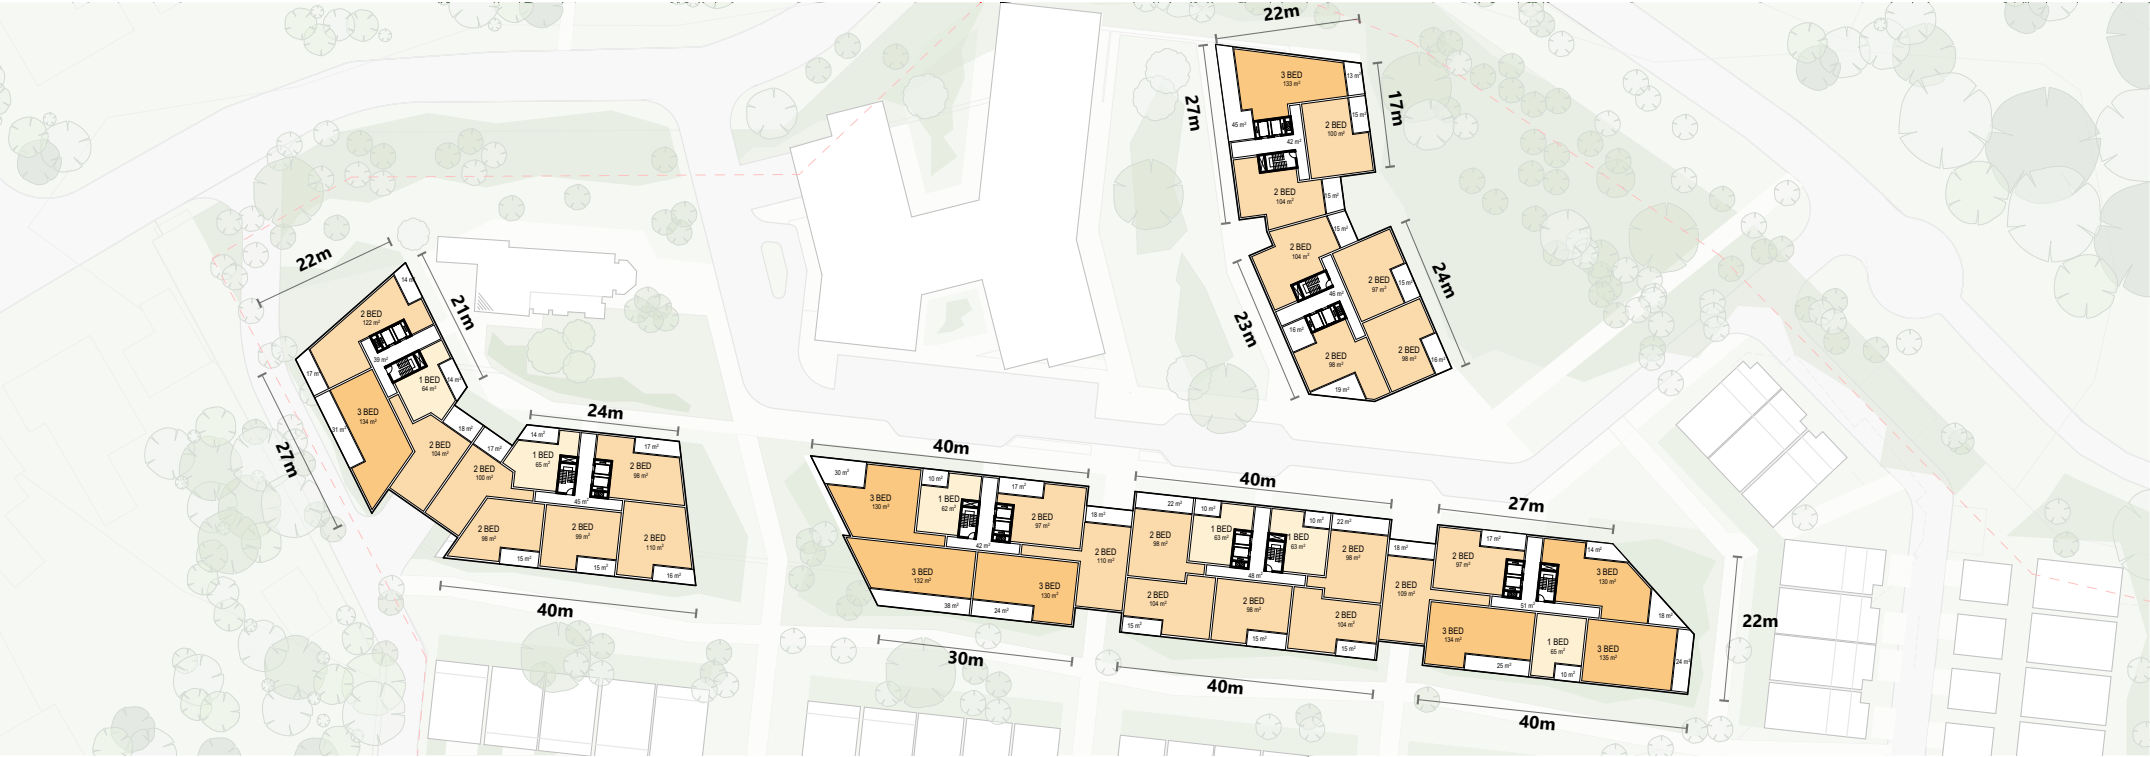 22m
27m
17m
3 BED
133 m²
13 m²
45 m²
15 m²
2 BED
100 m²
42 m²
2 BED
104 m²
15 m²
15 m²
2 BED
104 m²
2 BED
97 m²
15 m²
46 m²
16 m²
2 BED
98 m²
2 BED
98 m²
16 m²
19 m²
23m
24m
22m
21m
27m
14 m²
2 BED
122 m²
39 m²
17 m²
1 BED
64 m²
14 m²
3 BED
134 m²
31 m²
18 m²
2 BED
104 m²
17 m²
2 BED
100 m²
24m
14 m²
1 BED
65 m²
17 m²
2 BED
98 m²
45 m²
2 BED
98 m²
15 m²
2 BED
99 m²
15 m²
2 BED
110 m²
16 m²
40m
40m
30 m²
3 BED
130 m²
10 m²
1 BED
62 m²
17 m²
2 BED
97 m²
42 m²
18 m²
2 BED
110 m²
3 BED
132 m²
38 m²
3 BED
130 m²
24 m²
30m
40m
22 m²
10 m²
10 m²
22 m²
2 BED
98 m²
1 BED
63 m²
1 BED
63 m²
2 BED
98 m²
48 m²
18 m²
2 BED
104 m²
15 m²
2 BED
98 m²
15 m²
2 BED
104 m²
15 m²
2 BED
109 m²
40m
27m
17 m²
2 BED
97 m²
14 m²
3 BED
130 m²
18 m²
51 m²
3 BED
134 m²
25 m²
1 BED
65 m²
10 m²
3 BED
135 m²
24 m²
22m
40m